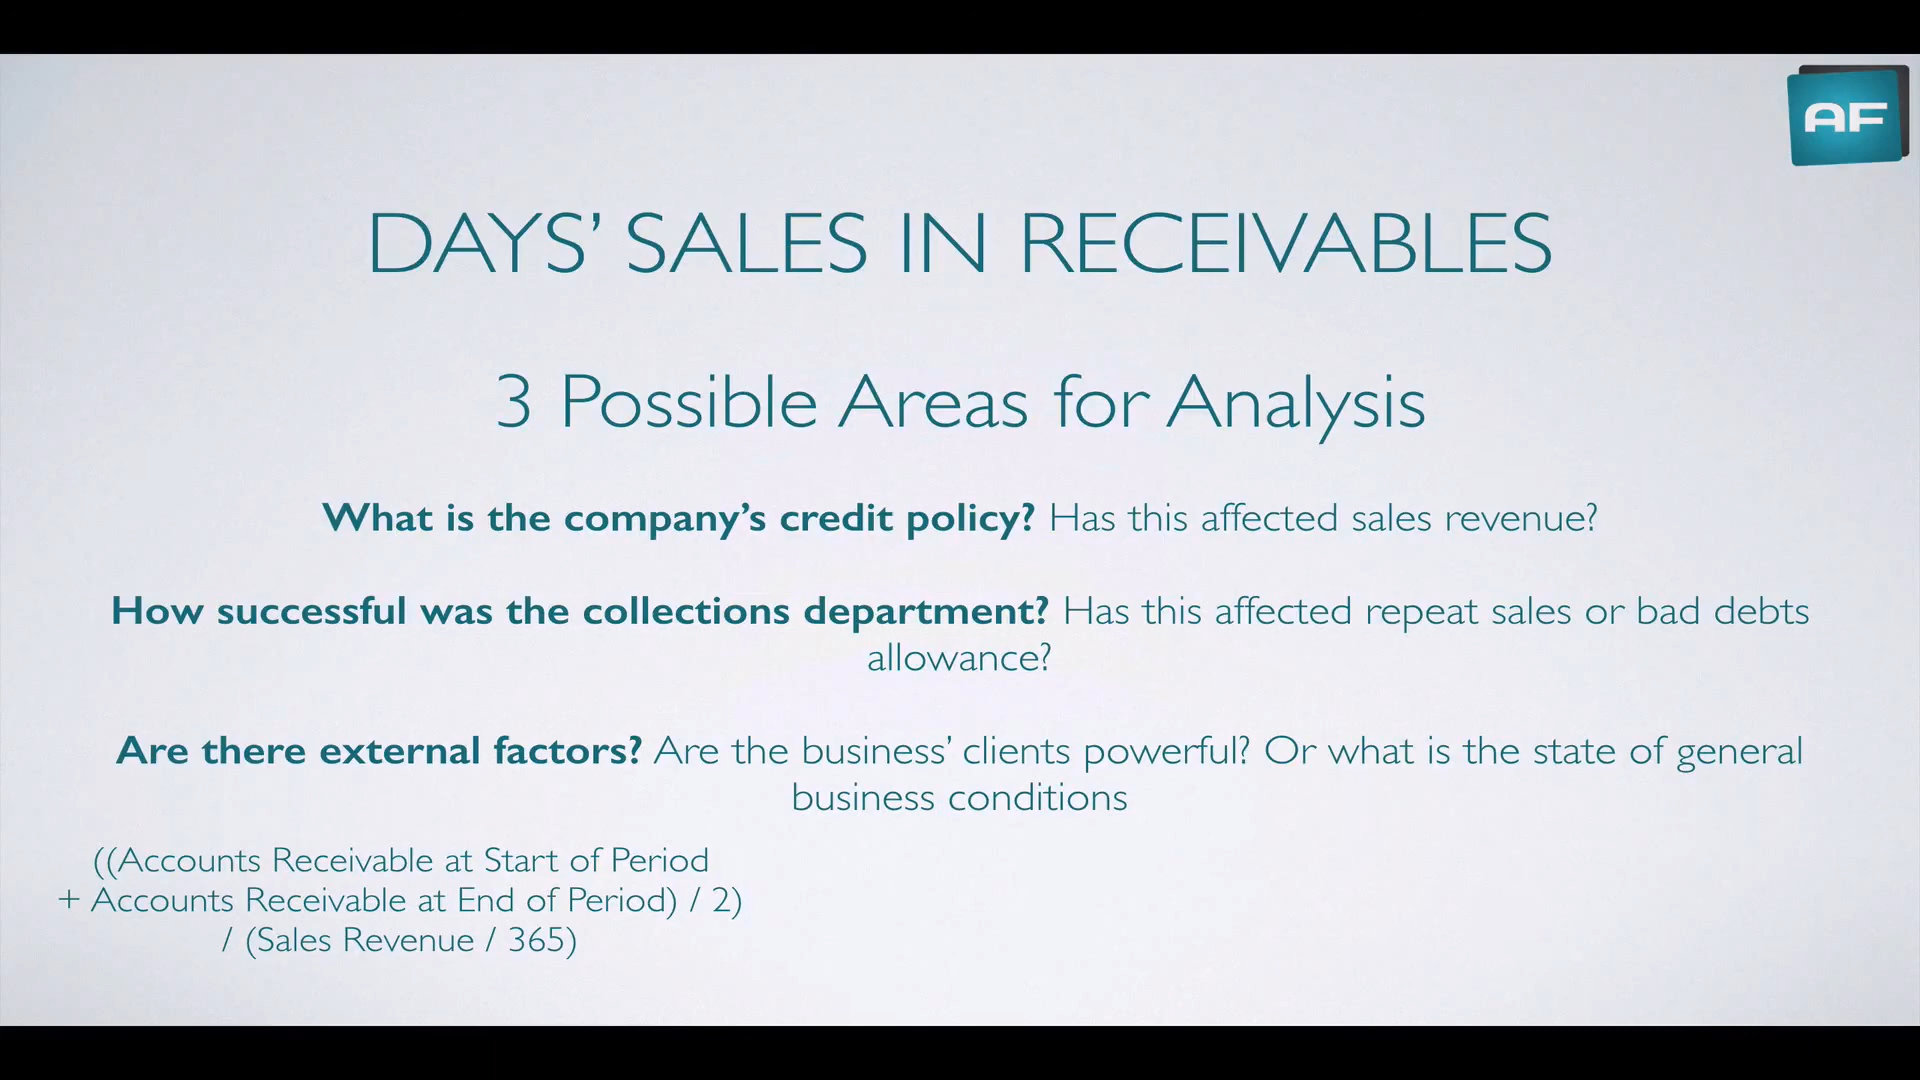 AF
DAYS’ SALES IN RECEIVABLES
3 Possible Areas for Analysis
What is the company’s credit policy? Has this affected sales revenue?
How successful was the collections department? Has this affected repeat sales or bad debts
allowance?
Are there external factors? Are the business’ clients powerful? Or what is the state of general
business conditions
((Accounts Receivable at Start of Period
+ Accounts Receivable at End of Period) / 2)
/ (Sales Revenue / 365)